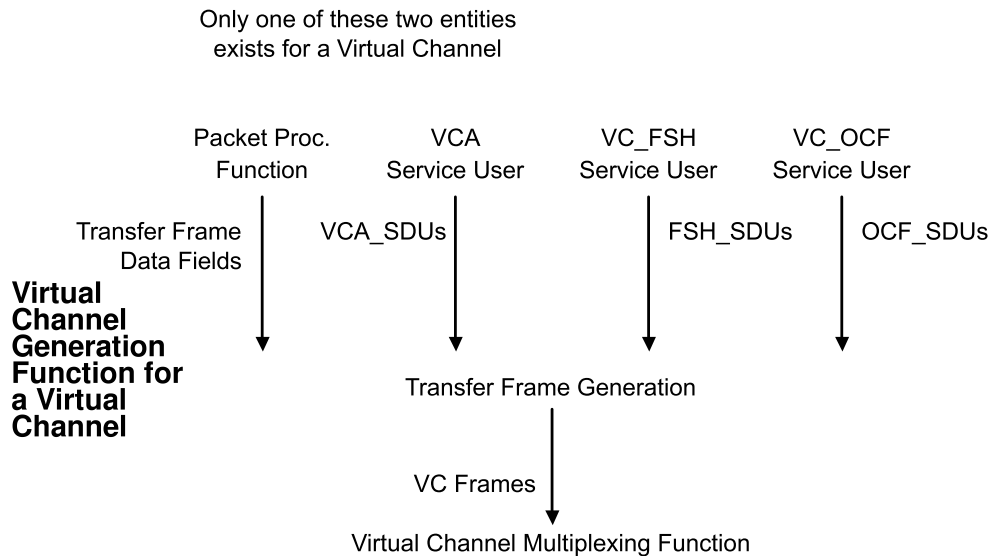 Only one of these two entities
exists for a Virtual Channel
Packet Proc.
Function
VCA
Service User
VC_FSH
Service User
VC_OCF
Service User
Transfer Frame
Data Fields
VCA_SDUs
FSH_SDUs
OCF_SDUs
Virtual
Channel
Generation
Function for
a Virtual
Channel
Transfer Frame Generation
VC Frames
Virtual Channel Multiplexing Function